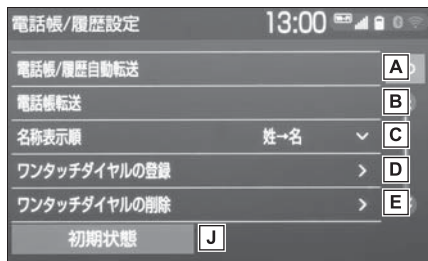 電話帳/履歴設定 13:00
電話帳/履歴自動転送 A
電話帳転送 B
名称表示順 姓→名 C
ワンタッチダイヤルの登録 > D
ワンタッチダイヤルの削除 > E
初期状態 J